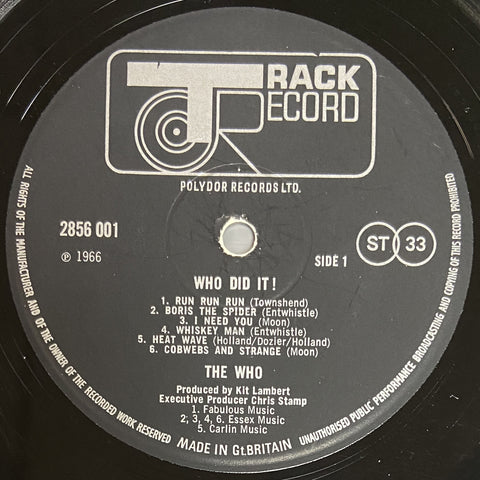 TRACK
RECORD
POLYDOR RECORDS LTD.
2856 001
℗ 1966
SIDE 1
ST 33
WHO DID IT!
1. RUN RUN RUN (Townshend)
2. BORIS THE SPIDER (Entwhistle)
3. I NEED YOU (Moon)
4. WHISKEY MAN (Entwhistle)
5. HEAT WAVE (Holland/Dozier/Holland)
6. COBWEBS AND STRANGE (Moon)
THE WHO
Produced by Kit Lambert
Executive Producer Chris Stamp
1. Fabulous Music
2; 3, 4, 6. Essex Music
5. Carlin Music
ALL RIGHTS OF THE MANUFACTURER AND OF THE OWNER OF THE RECORDED WORK RESERVED
MADE IN Gt.BRITAIN
UNAUTHORISED PUBLIC PERFORMANCE BROADCASTING AND COPYING OF THIS RECORD PROHIBITED